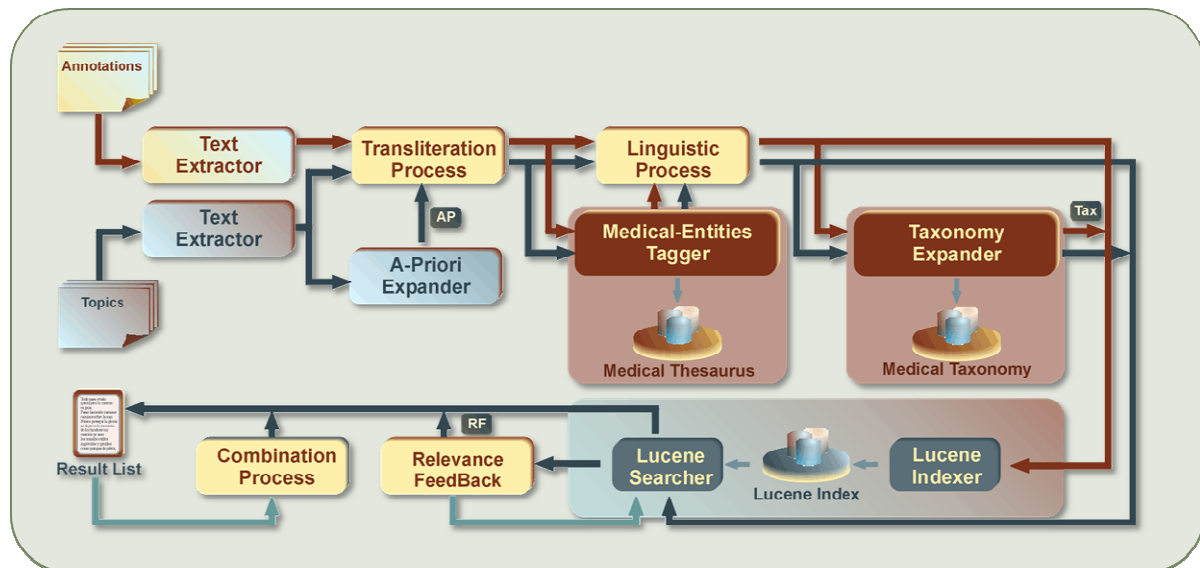 Annotations
Text
Extractor
Transliteration
Process
Linguistic
Process
Text
Extractor
AP
A-Priori
Expander
Topics
Medical-Entities
Tagger
Medical Thesaurus
Tax
Taxonomy
Expander
Medical Taxonomy
Result List
Combination
Process
RF
Relevance
FeedBack
Lucene
Searcher
Lucene Index
Lucene
Indexer